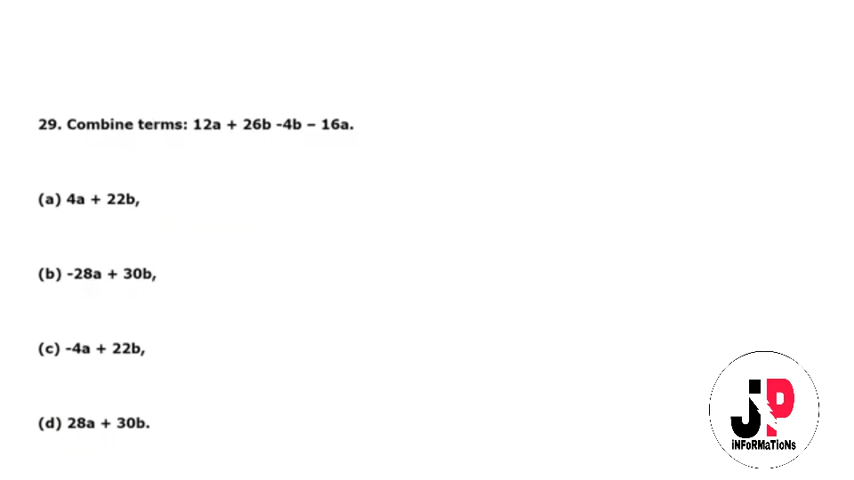 29. Combine terms: 12a + 26b -4b – 16a.
(a) 4a + 22b,
(b) -28a + 30b,
(c) -4a + 22b,
(d) 28a + 30b.
JP
iNFoRMaTioNs